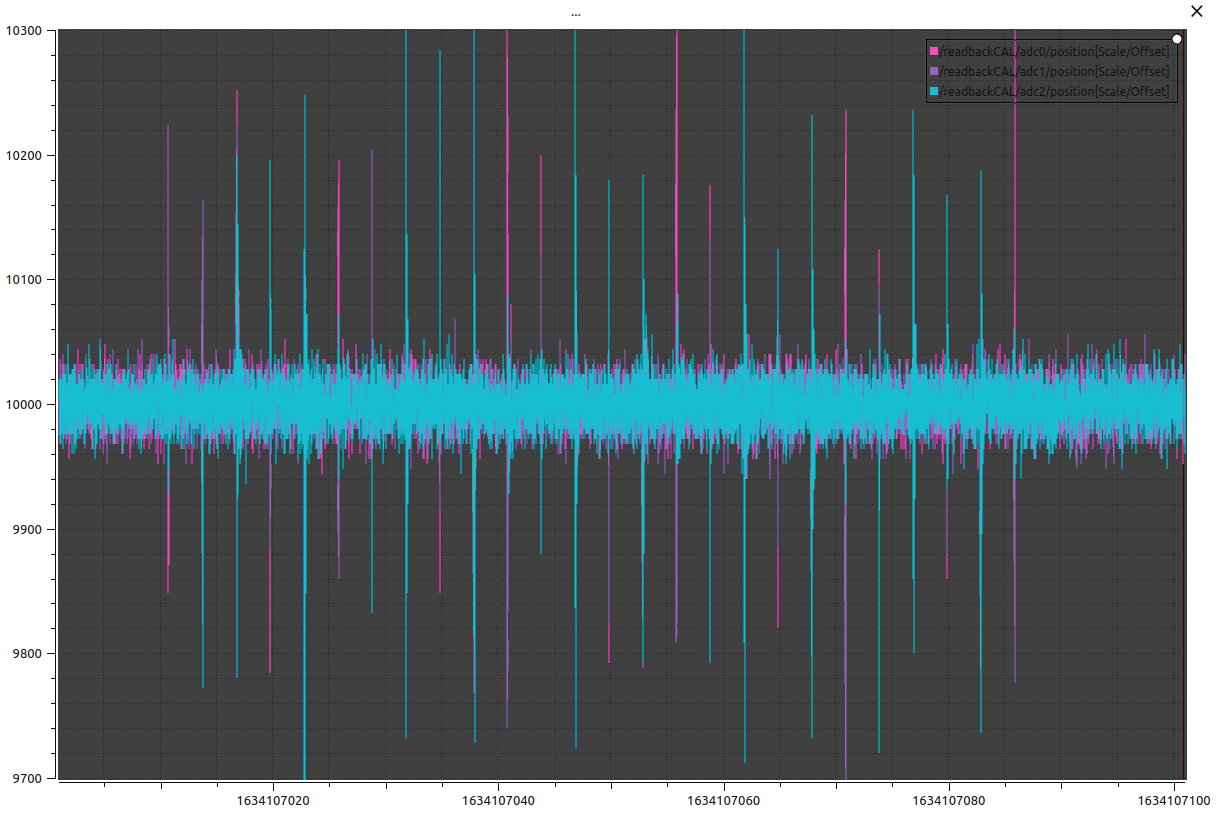 ...
10300
10200
10100
10000
9900
9800
9700
/readbackCAL/adc0/position[Scale/Offset]
/readbackCAL/adc1/position[Scale/Offset]
/readbackCAL/adc2/position[Scale/Offset]
1634107020 1634107040 1634107060 1634107080 1634107100